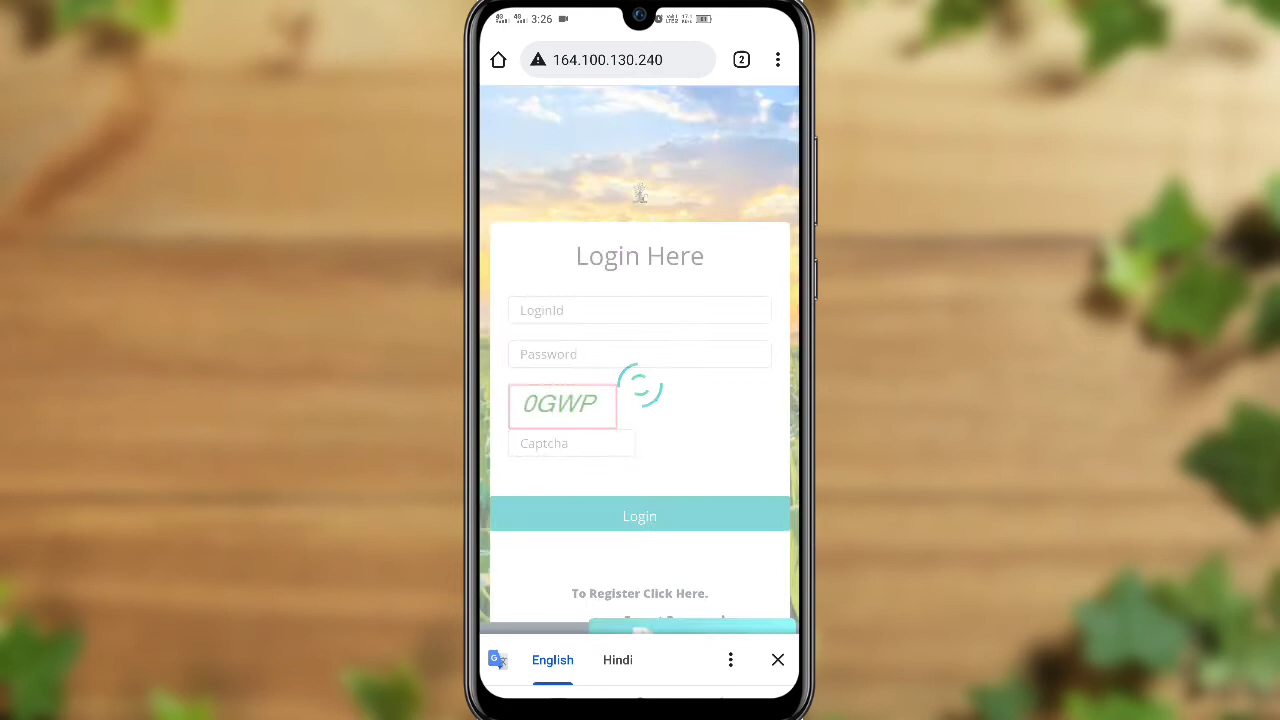 3:26
164.100.130.240
2
Login Here
LoginId
Password
0GWP
Captcha
Login
To Register Click Here.
English
Hindi